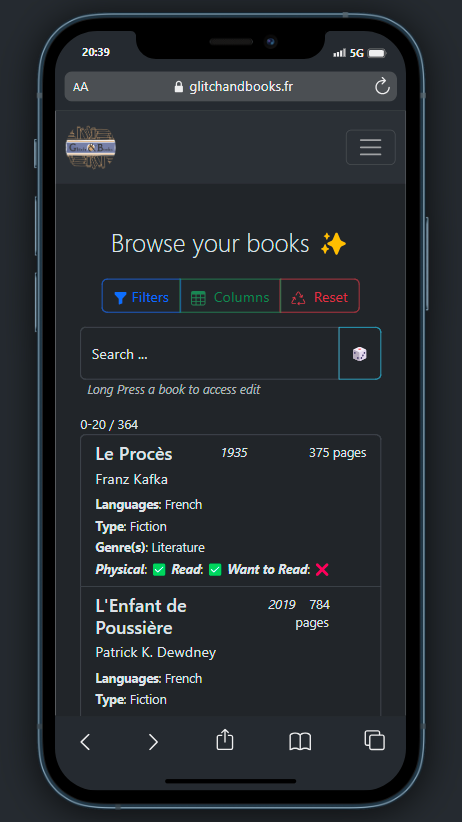 20:39
5G
AA glitchandbooks.fr
Browse your books ✨
Filters Columns Reset
Search ...
Long Press a book to access edit
0-20 / 364
Le Procès 1935 375 pages
Franz Kafka
Languages: French
Type: Fiction
Genre(s): Literature
Physical: ✅ Read: ✅ Want to Read: ❌
L'Enfant de 2019 784
Poussière pages
Patrick K. Dewdney
Languages: French
Type: Fiction